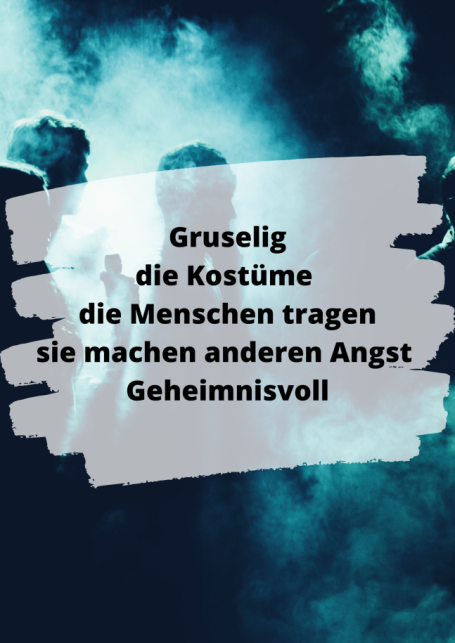 Gruselig
die Kostüme
die Menschen tragen
sie machen anderen Angst
Geheimnisvoll